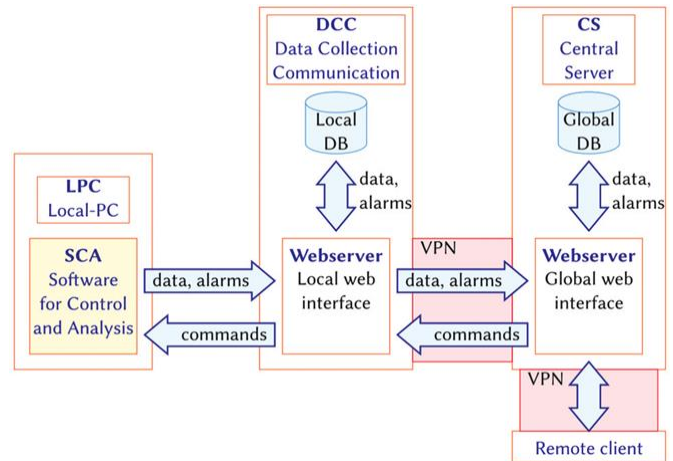 DCC
Data Collection
Communication
CS
Central
Server
Local
DB
Global
DB
LPC
Local-PC
data,
alarms
data,
alarms
SCA
Software
for Control
and Analysis
data, alarms
commands
Webserver
Local web
interface
VPN
data, alarms
commands
Webserver
Global web
interface
VPN
Remote client